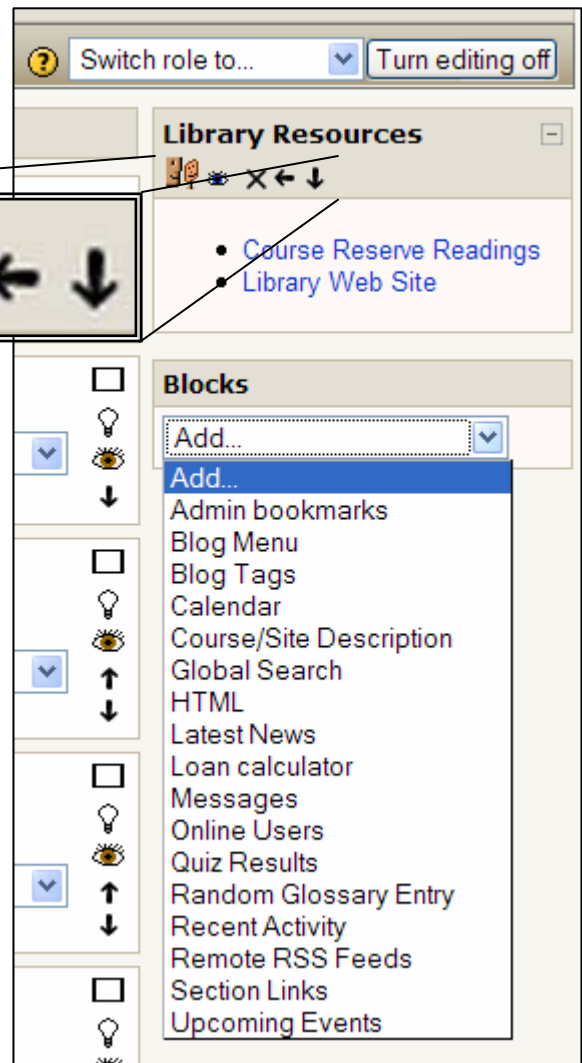 Switch role to... Turn editing off
Library Resources
Course Reserve Readings
Library Web Site
Blocks
Add...
Add...
Admin bookmarks
Blog Menu
Blog Tags
Calendar
Course/Site Description
Global Search
HTML
Latest News
Loan calculator
Messages
Online Users
Quiz Results
Random Glossary Entry
Recent Activity
Remote RSS Feeds
Section Links
Upcoming Events